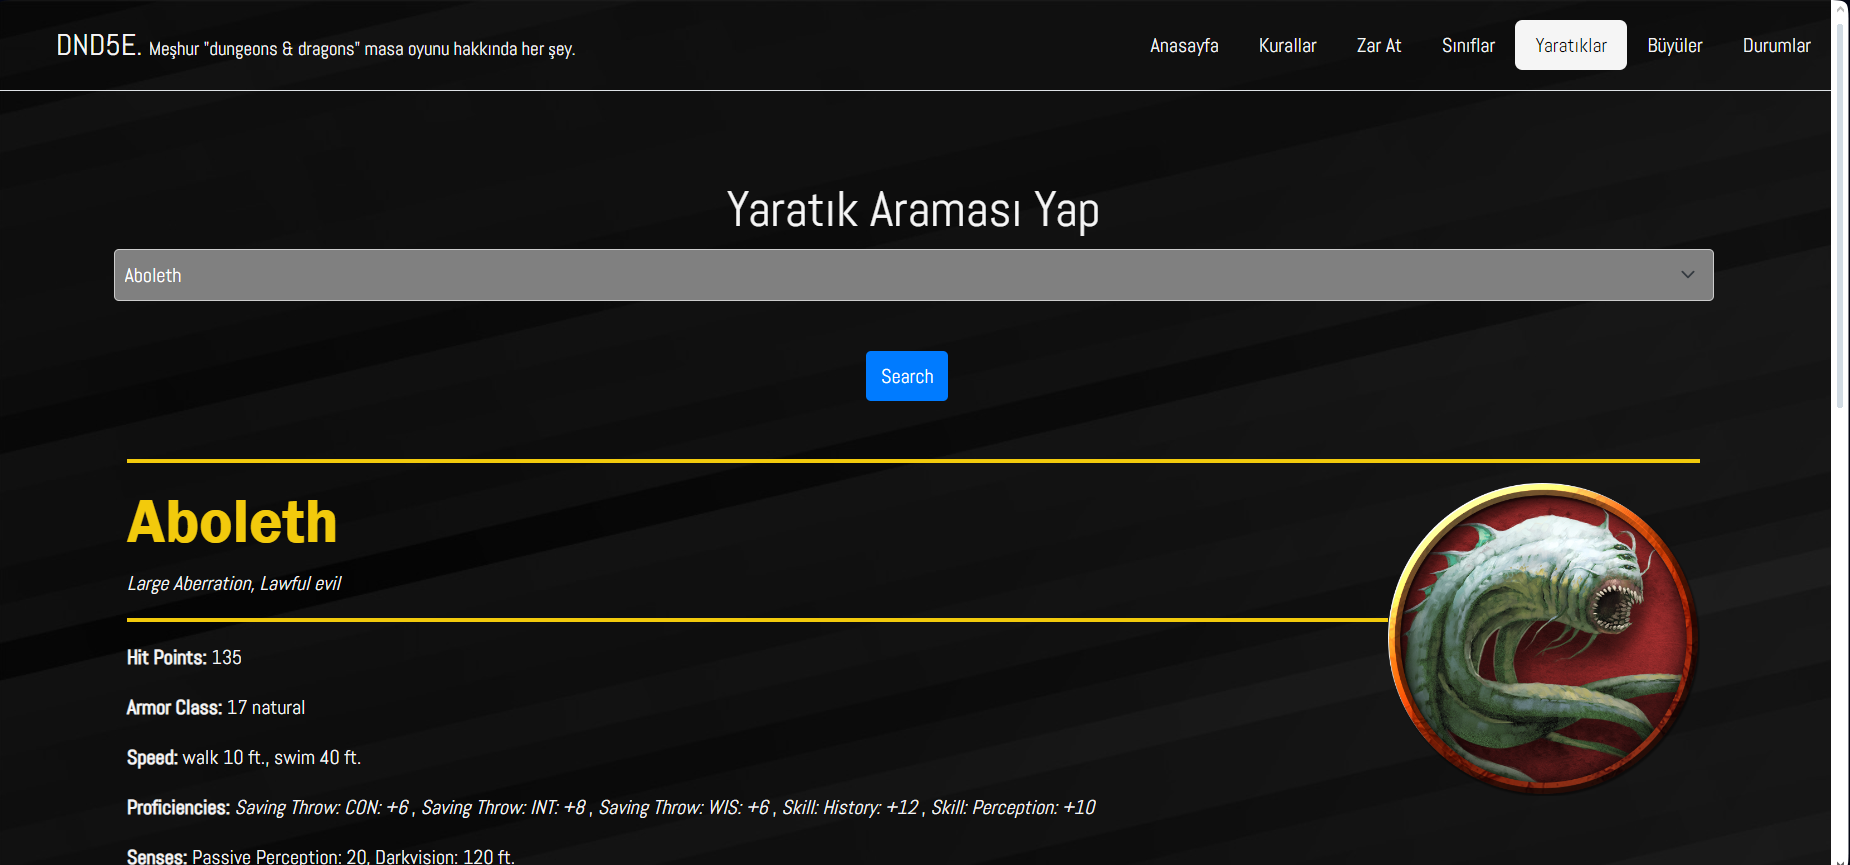 DND5E. Meşhur "dungeons & dragons" masa oyunu hakkında her şey.
Anasayfa Kurallar Zar At Sınıflar Yaratıklar Büyüler Durumlar
Yaratık Araması Yap
Aboleth
Search
Aboleth
Large Aberration, Lawful evil
Hit Points: 135
Armor Class: 17 natural
Speed: walk 10 ft., swim 40 ft.
Proficiencies: Saving Throw: CON: +6 , Saving Throw: INT: +8 , Saving Throw: WIS: +6 , Skill: History: +12 , Skill: Perception: +10
Senses: Passive Perception: 20, Darkvision: 120 ft.